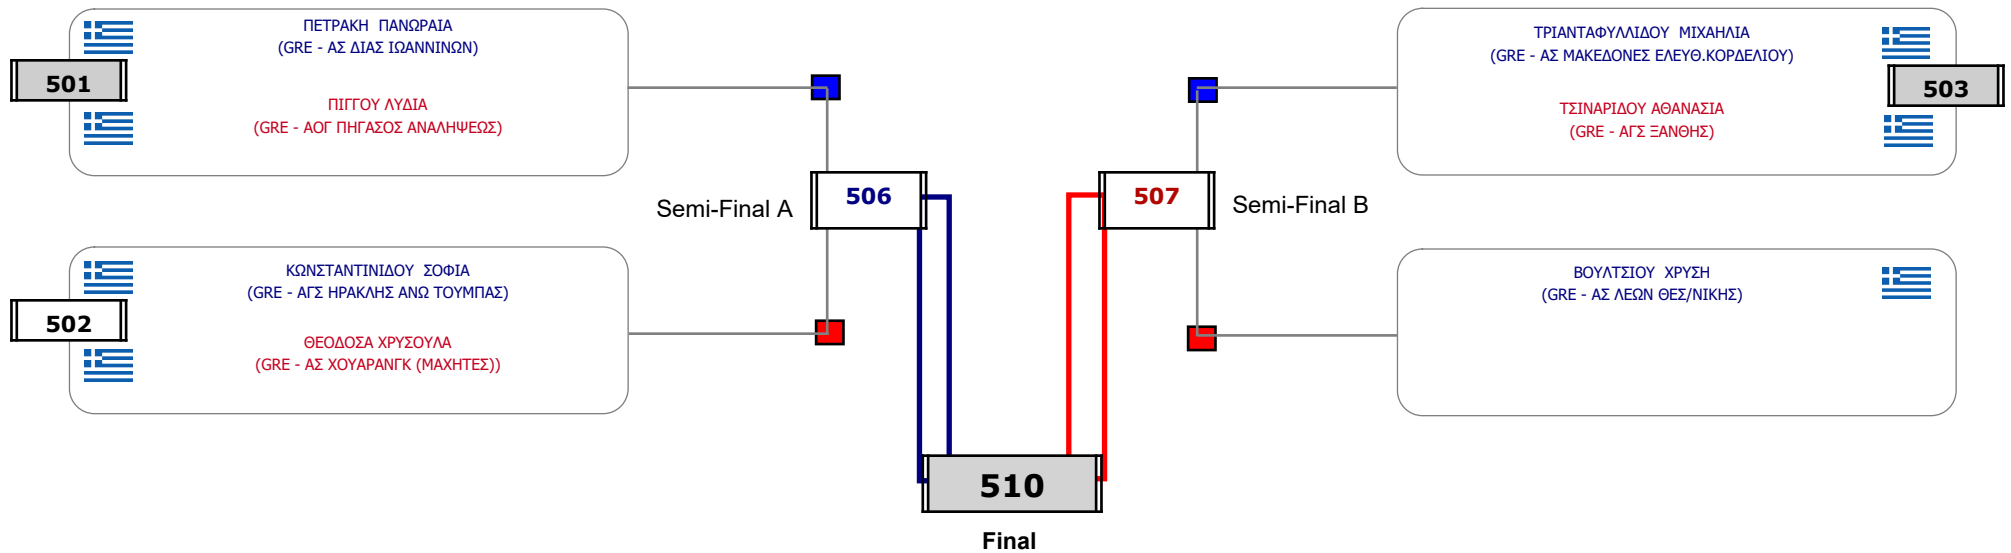 ΠΕΤΡΑΚΗ ΠΑΝΩΡΑΙΑ
(GRE - ΑΣ ΔΙΑΣ ΙΩΑΝΝΙΝΩΝ)
501
ΠΙΓΓΟΥ ΛΥΔΙΑ
(GRE - ΑΟΓ ΠΗΓΑΣΟΣ ΑΝΑΛΗΨΕΩΣ)
ΤΡΙΑΝΤΑΦΥΛΛΙΔΟΥ ΜΙΧΑΗΛΙΑ
(GRE - ΑΣ ΜΑΚΕΔΟΝΕΣ ΕΛΕΥΘ.ΚΟΡΔΕΛΙΟΥ)
503
ΤΣΙΝΑΡΙΔΟΥ ΑΘΑΝΑΣΙΑ
(GRE - ΑΓΣ ΞΑΝΘΗΣ)
Semi-Final A
506
507
Semi-Final B
ΚΩΝΣΤΑΝΤΙΝΙΔΟΥ ΣΟΦΙΑ
(GRE - ΑΓΣ ΗΡΑΚΛΗΣ ΑΝΩ ΤΟΥΜΠΑΣ)
502
ΘΕΟΔΟΣΑ ΧΡΥΣΟΥΛΑ
(GRE - ΑΣ ΧΟΥΑΡΑΝΓΚ (ΜΑΧΗΤΕΣ))
ΒΟΥΛΤΣΙΟΥ ΧΡΥΣΗ
(GRE - ΑΣ ΛΕΩΝ ΘΕΣ/ΝΙΚΗΣ)
510
Final